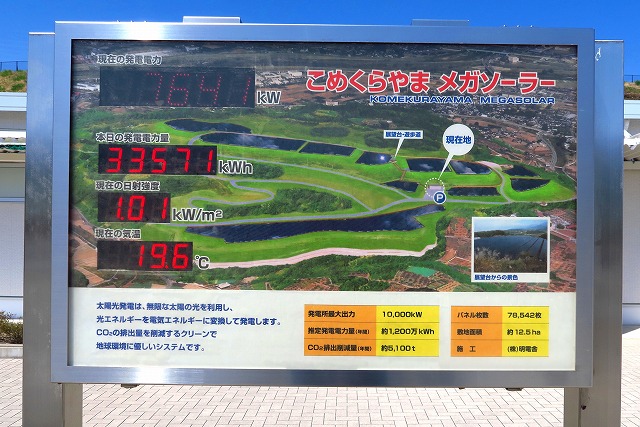 現在の発電電力
7641 kW
こめくらやま メガソーラー
KOMEKURAYAMA MEGASOLAR
本日の発電電力量
33571 kWh
現在の日射強度
1.01 kW/m²
現在の気温
19.6 ℃
展望台・遊歩道
現在地
P
展望台からの景色
太陽光発電は、無限な太陽の光を利用し、
光エネルギーを電気エネルギーに変換して発電します。
CO₂の排出量を削減するクリーンで
地球環境に優しいシステムです。
発電所最大出力 10,000kW
推定発電電力量(年間) 約1,200万kWh
CO₂排出削減量(年間) 約5,100t
パネル枚数 78,542枚
敷地面積 約12.5ha
施工 (株)明電舎